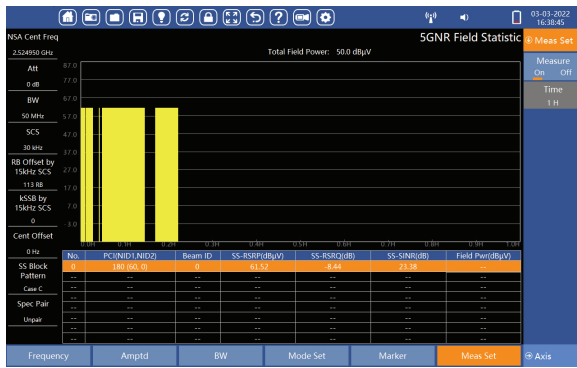 03-03-2022
16:38:45
NSA Cent Freq
2.524950 GHz
Att
0 dB
BW
50 MHz
SCS
30 kHz
RB Offset by
15kHz SCS
113 RB
kSSB by
15kHz SCS
0
Cent Offset
0 Hz
SS Block
Pattern
Case C
Spec Pair
Unpair
5GNR Field Statistic
Total Field Power: 50.0 dBµV
87.0
77.0
67.0
57.0
47.0
37.0
27.0
17.0
7.0
-3.0
0.0H 0.1H 0.2H 0.3H 0.4H 0.5H 0.6H 0.7H 0.8H 0.9H 1.0H
No. PCI(NID1,NID2) Beam ID SS-RSRP(dBµV) SS-RSRQ(dB) SS-SINR(dB) Field Pwr(dBµV)
0 180 (60, 0) 0 61.52 -8.44 23.38 --
-- -- -- -- -- -- --
-- -- -- -- -- -- --
-- -- -- -- -- -- --
-- -- -- -- -- -- --
-- -- -- -- -- -- --
-- -- -- -- -- -- --
Meas Set
Measure
On Off
Time
1 H
Frequency Amptd BW Mode Set Marker Meas Set Axis